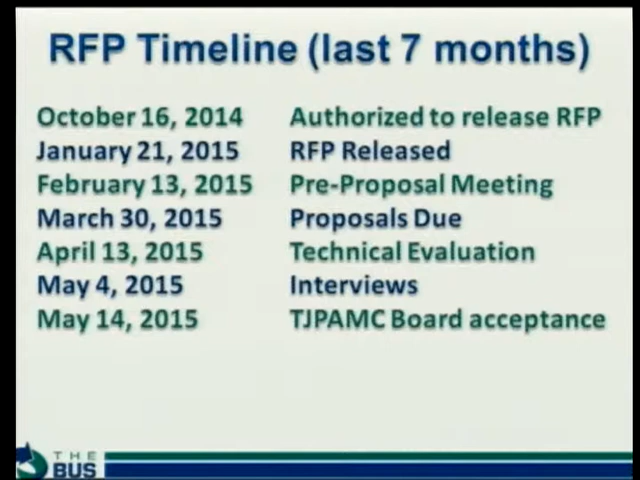 RFP Timeline (last 7 months)
October 16, 2014 Authorized to release RFP
January 21, 2015 RFP Released
February 13, 2015 Pre-Proposal Meeting
March 30, 2015 Proposals Due
April 13, 2015 Technical Evaluation
May 4, 2015 Interviews
May 14, 2015 TJPAMC Board acceptance
THE
BUS